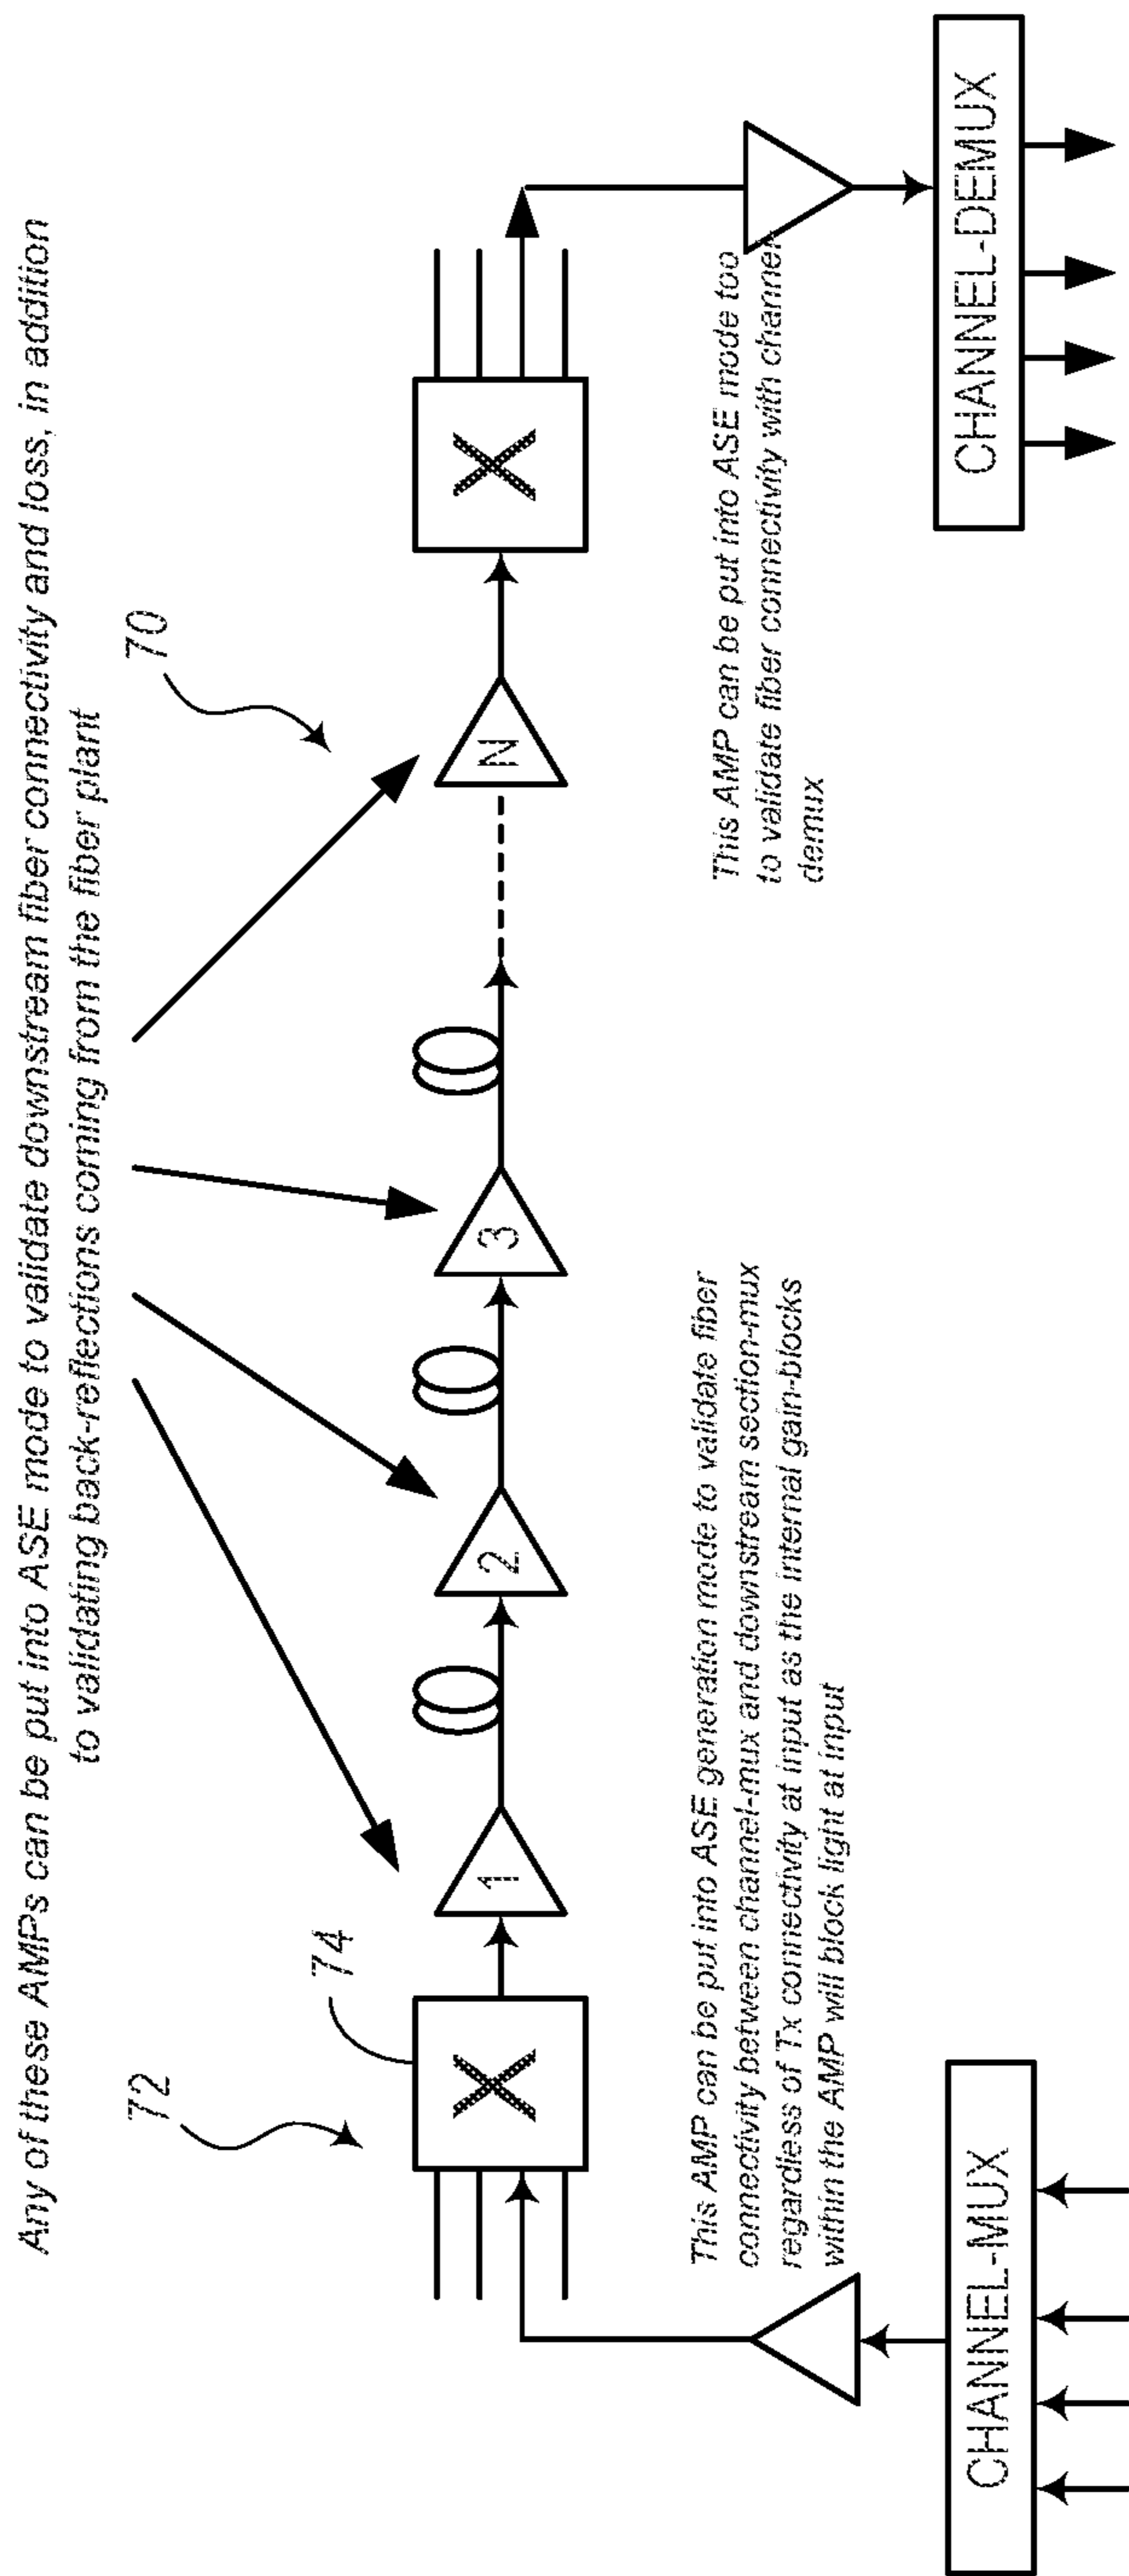 Any of these AMPs can be put into ASE mode to validate downstream fiber connectivity and loss, in addition
to validating back-reflections coming from the fiber plant
70
72
74
X
1
2
3
N
X
This AMP can be put into ASE generation mode to validate fiber
connectivity between channel-mux and downstream section-mux
regardless of Tx connectivity at input as the internal gain-blocks
within the AMP will block light at input
This AMP can be put into ASE mode too
to validate fiber connectivity with channel
demux
CHANNEL-MUX
CHANNEL-DEMUX